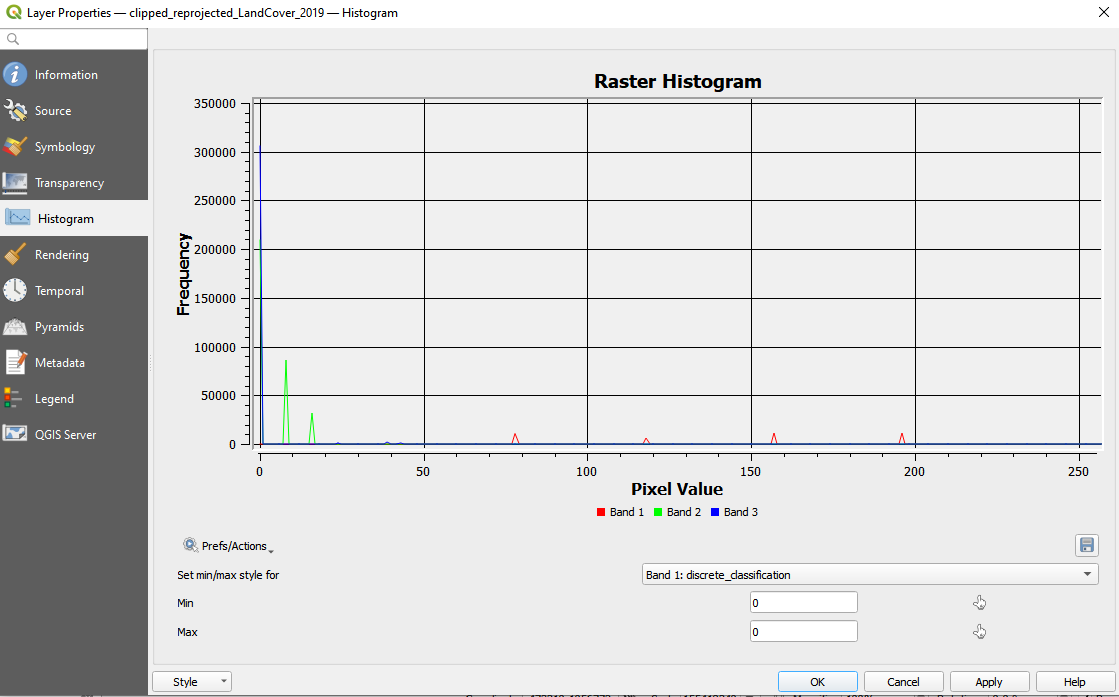 Layer Properties — clipped_reprojected_LandCover_2019 — Histogram
Information
Source
Symbology
Transparency
Histogram
Rendering
Temporal
Pyramids
Metadata
Legend
QGIS Server
Raster Histogram
350000
300000
250000
200000
150000
100000
50000
0
Frequency
0 50 100 150 200 250
Pixel Value
Band 1 Band 2 Band 3
Prefs/Actions
Set min/max style for Band 1: discrete_classification
Min 0
Max 0
Style OK Cancel Apply Help